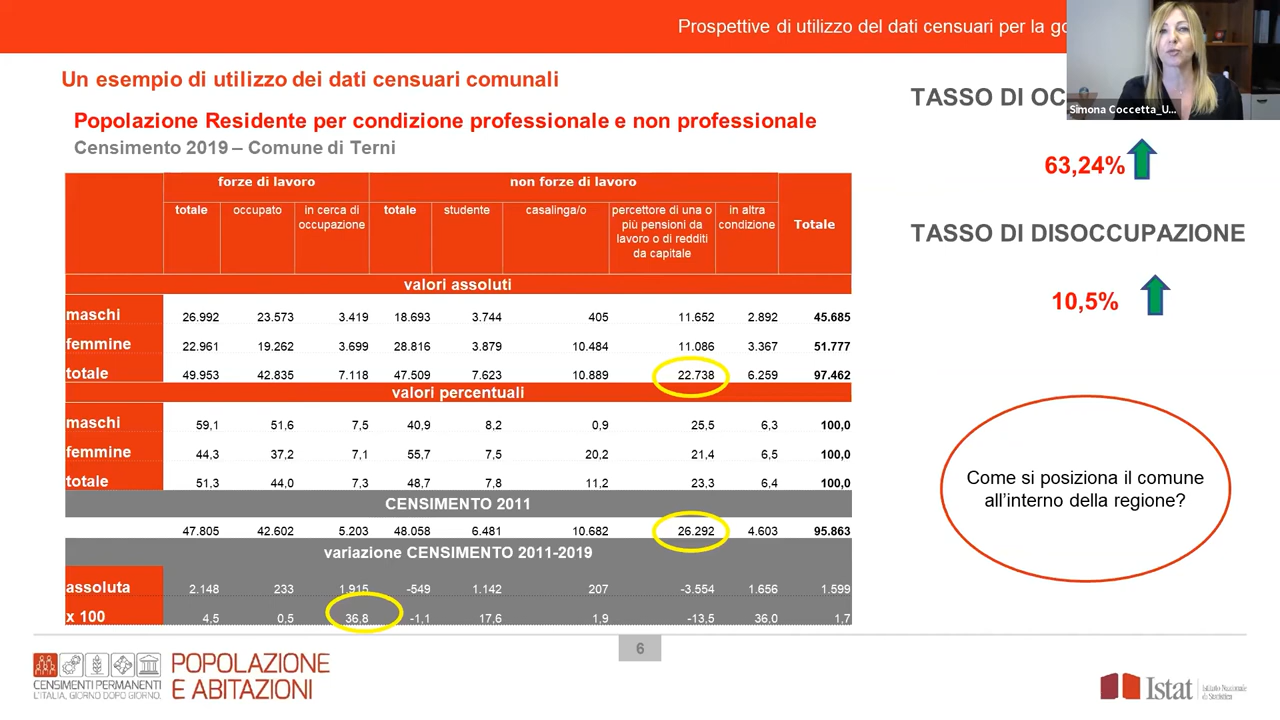 Prospettive di utilizzo del dati censuari per la
Simona Coccetta_U...
Un esempio di utilizzo dei dati censuari comunali
Popolazione Residente per condizione professionale e non professionale
Censimento 2019 – Comune di Terni
TASSO DI
63,24%
TASSO DI DISOCCUPAZIONE
10,5%
Come si posiziona il comune
all'interno della regione?
forze di lavoro non forze di lavoro
totale occupato in cerca di occupazione totale studente casalinga/o percettore di una o più pensioni da lavoro o di redditi da capitale in altra condizione Totale
valori assoluti
maschi 26.992 23.573 3.419 18.693 3.744 405 11.652 2.892 45.685
femmine 22.961 19.262 3.699 28.816 3.879 10.484 11.086 3.367 51.777
totale 49.953 42.835 7.118 47.509 7.623 10.889 22.738 6.259 97.462
valori percentuali
maschi 59,1 51,6 7,5 40,9 8,2 0,9 25,5 6,3 100,0
femmine 44,3 37,2 7,1 55,7 7,5 20,2 21,4 6,5 100,0
totale 51,3 44,0 7,3 48,7 7,8 11,2 23,3 6,4 100,0
CENSIMENTO 2011
47.805 42.602 5.203 48.058 6.481 10.682 26.292 4.603 95.863
variazione CENSIMENTO 2011-2019
assoluta 2.148 233 1.915 -549 1.142 207 -3.554 1.656 1.599
x 100 4,5 0,5 36,8 -1,1 17,6 1,9 -13,5 36,0 1,7
6
CENSIMENTI PERMANENTI
L'ITALIA, GIORNO DOPO GIORNO.
POPOLAZIONE
E ABITAZIONI
Istat
Istituto Nazionale
di Statistica